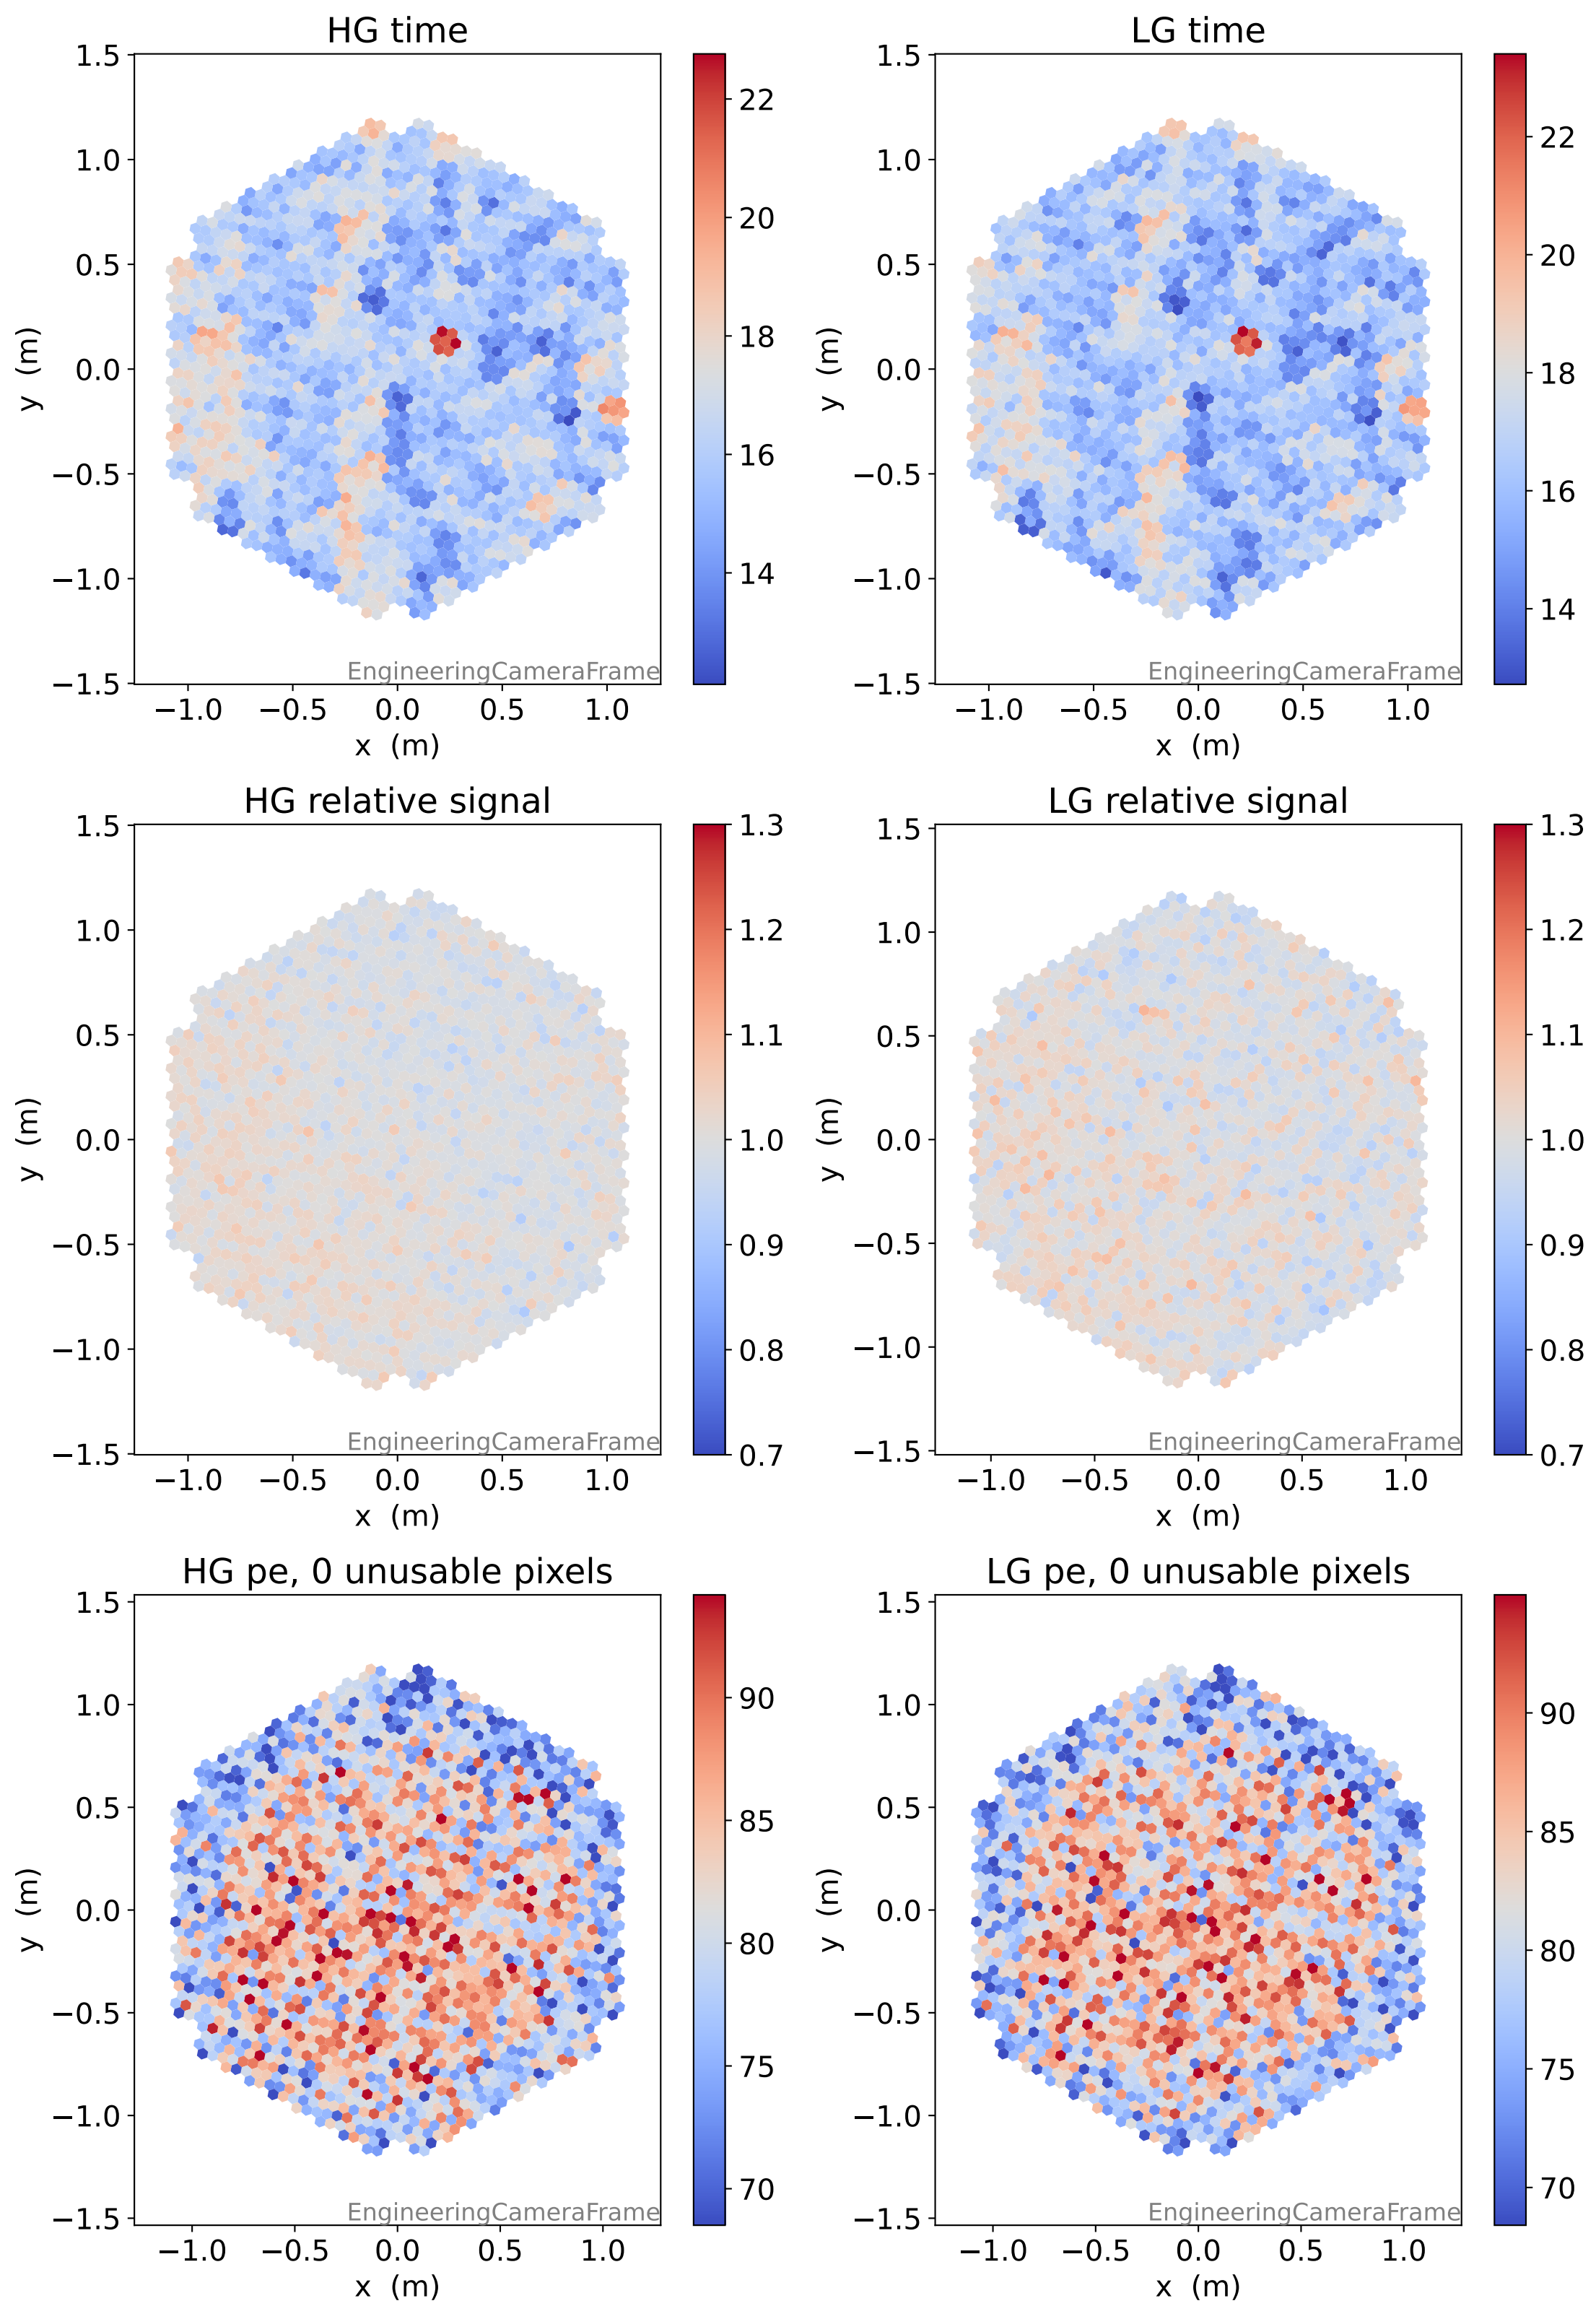 HG time
1.5
1.0
0.5
0.0
−0.5
−1.0
−1.5
y (m)
−1.0 −0.5 0.0 0.5 1.0
x (m)
EngineeringCameraFrame
22
20
18
16
14
LG time
1.5
1.0
0.5
0.0
−0.5
−1.0
−1.5
y (m)
−1.0 −0.5 0.0 0.5 1.0
x (m)
EngineeringCameraFrame
22
20
18
16
14
HG relative signal
1.5
1.0
0.5
0.0
−0.5
−1.0
−1.5
y (m)
−1.0 −0.5 0.0 0.5 1.0
x (m)
EngineeringCameraFrame
1.3
1.2
1.1
1.0
0.9
0.8
0.7
LG relative signal
1.5
1.0
0.5
0.0
−0.5
−1.0
−1.5
y (m)
−1.0 −0.5 0.0 0.5 1.0
x (m)
EngineeringCameraFrame
1.3
1.2
1.1
1.0
0.9
0.8
0.7
HG pe, 0 unusable pixels
1.5
1.0
0.5
0.0
−0.5
−1.0
−1.5
y (m)
−1.0 −0.5 0.0 0.5 1.0
x (m)
EngineeringCameraFrame
90
85
80
75
70
LG pe, 0 unusable pixels
1.5
1.0
0.5
0.0
−0.5
−1.0
−1.5
y (m)
−1.0 −0.5 0.0 0.5 1.0
x (m)
EngineeringCameraFrame
90
85
80
75
70